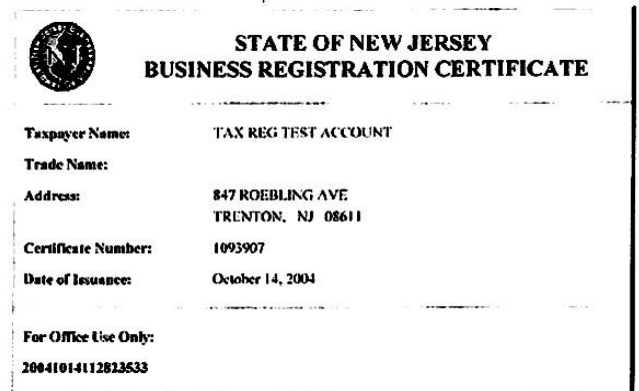 STATE OF NEW JERSEY
BUSINESS REGISTRATION CERTIFICATE
Taxpayer Name: TAX REG TEST ACCOUNT
Trade Name:
Address: 847 ROEBLING AVE
TRENTON, NJ 08611
Certificate Number: 1093907
Date of Issuance: October 14, 2004
For Office Use Only:
20041014112823533